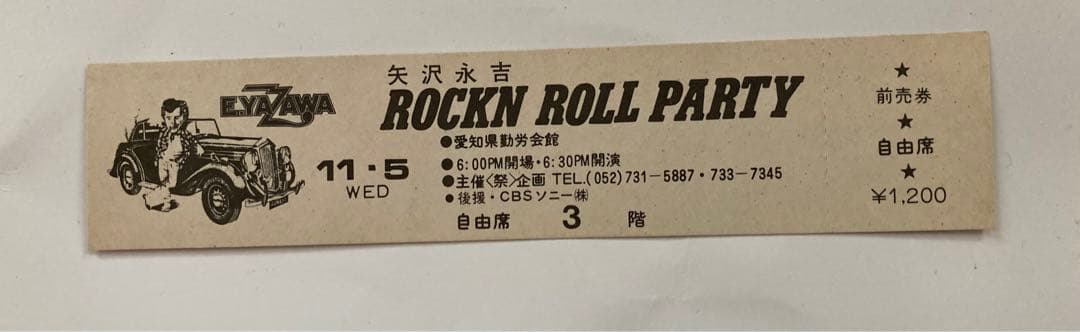 E.YAZAWA
矢沢永吉
ROCKN ROLL PARTY
11・5
WED
●愛知県勤労会館
●6:00PM開場・6:30PM開演
●主催〈祭〉企画 TEL.(052)731－5887・733－7345
●後援・CBSソニー㈱
自由席 3 階
★
前売券
★
自由席
★
¥1,200